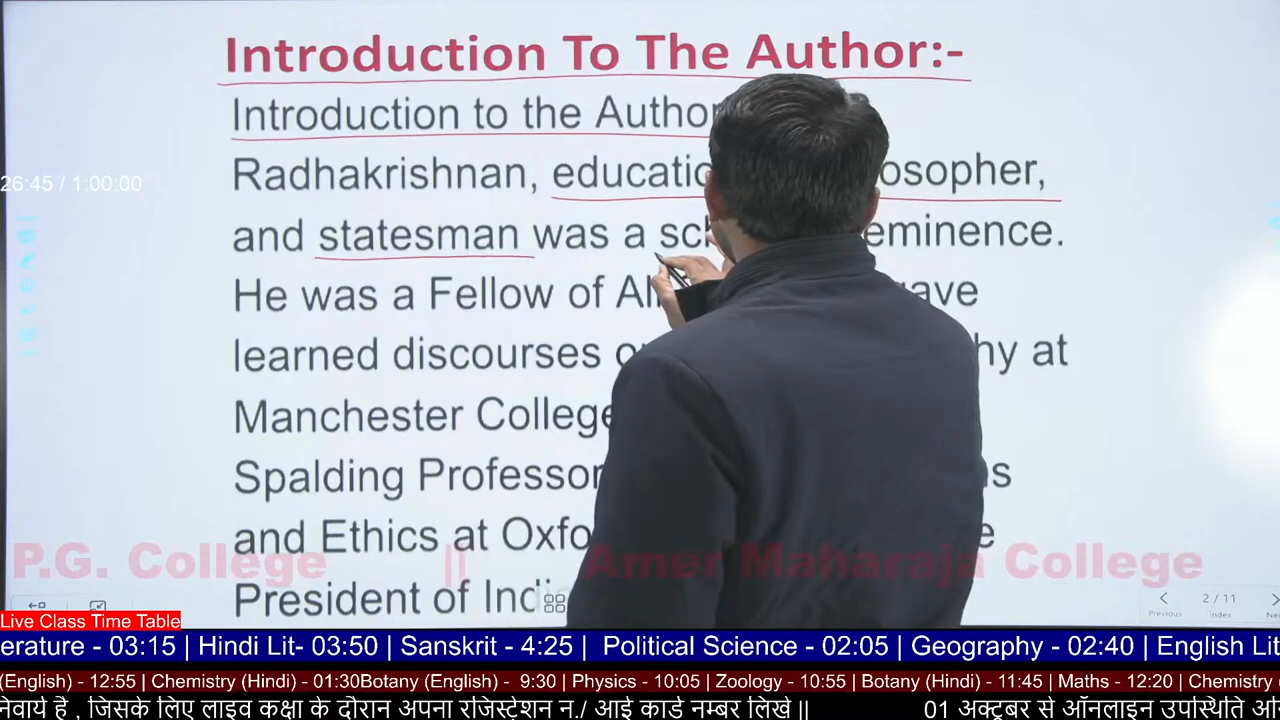 Introduction To The Author:-
Introduction to the Autho
Radhakrishnan, educatio osopher,
and statesman was a sch eminence.
26:45 / 1:00:00
He was a Fellow of All gave
learned discourses o hy at
Manchester College
Spalding Professor ns
and Ethics at Oxfo e
President of Indi
P.G. College || Amer Maharaja College
Previous 2 / 11 Index Ne
Live Class Time Table
erature - 03:15 | Hindi Lit- 03:50 | Sanskrit - 4:25 | Political Science - 02:05 | Geography - 02:40 | English Lit
(English) - 12:55 | Chemistry (Hindi) - 01:30Botany (English) - 9:30 | Physics - 10:05 | Zoology - 10:55 | Botany (Hindi) - 11:45 | Maths - 12:20 | Chemistry
निवार्य है , जिसके लिए लाइव कक्षा के दौरान अपना रजिस्ट्रेशन न./ आई कार्ड नम्बर लिखे || 01 अक्टूबर से ऑनलाइन उपस्थिति अ